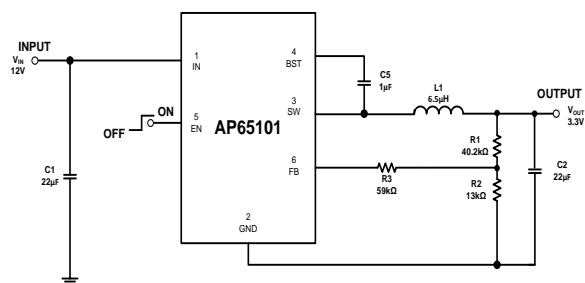 INPUT
VIN
12V
C1
22µF
OFF
ON
1
IN
5
EN
AP65101
4
BST
3
SW
6
FB
2
GND
C5
1µF
L1
6.5µH
R3
59kΩ
R1
40.2kΩ
R2
13kΩ
C2
22µF
OUTPUT
VOUT
3.3V